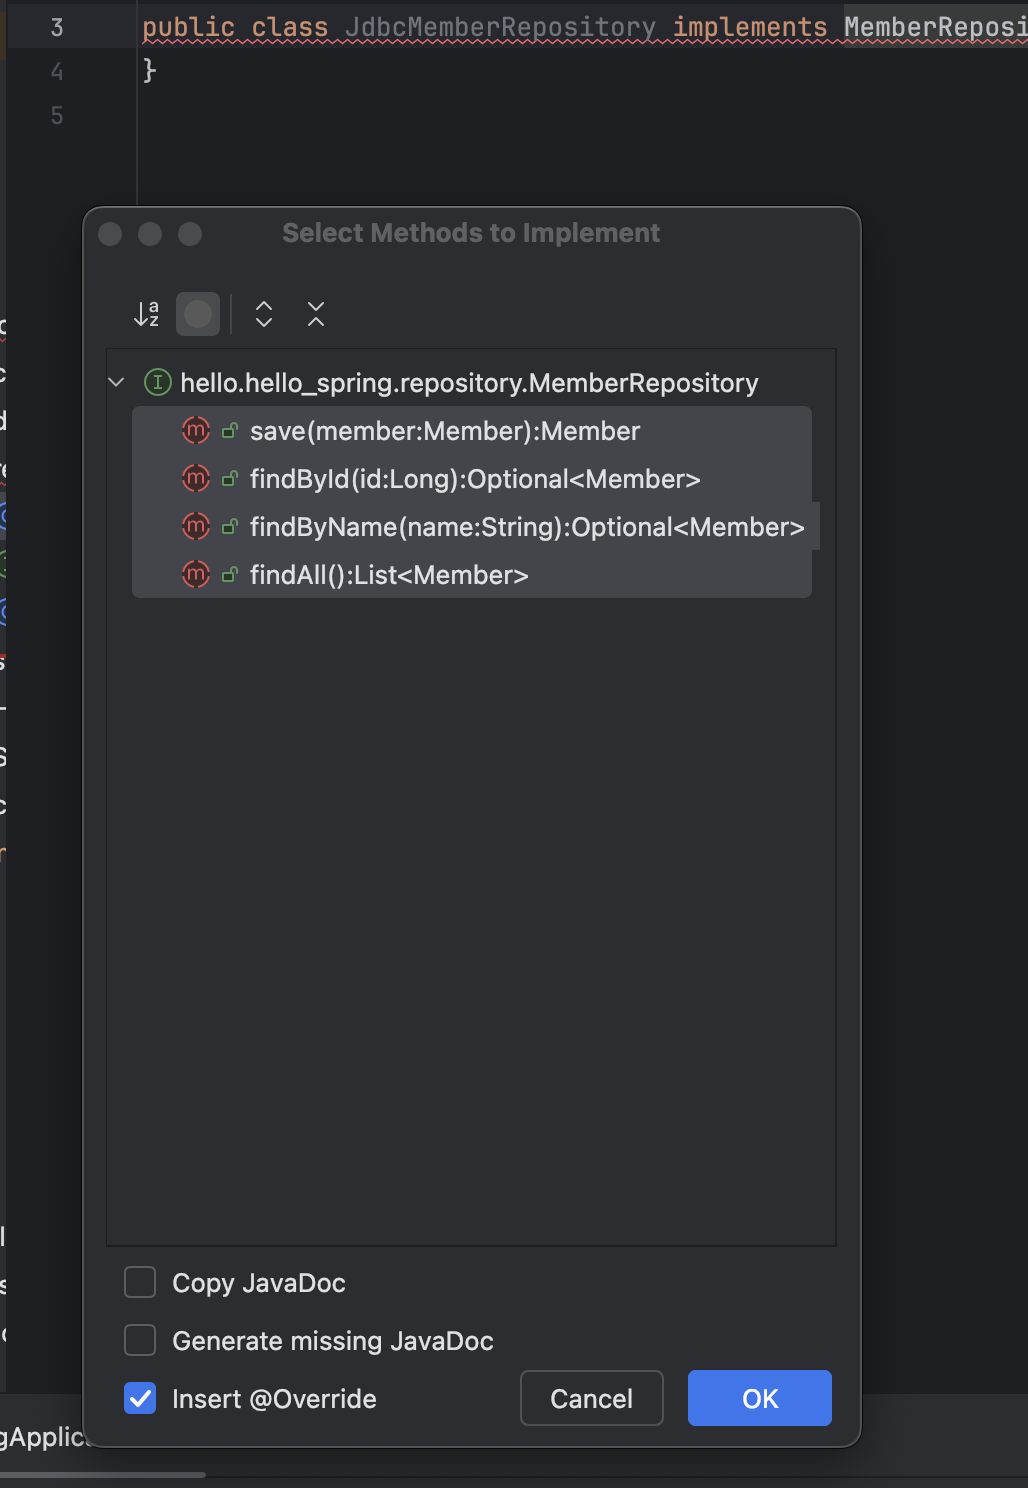 3 public class JdbcMemberRepository implements MemberReposi
4 }
5
Select Methods to Implement
hello.hello_spring.repository.MemberRepository
save(member:Member):Member
findById(id:Long):Optional<Member>
findByName(name:String):Optional<Member>
findAll():List<Member>
Copy JavaDoc
Generate missing JavaDoc
Insert @Override
Cancel
OK
gApplic